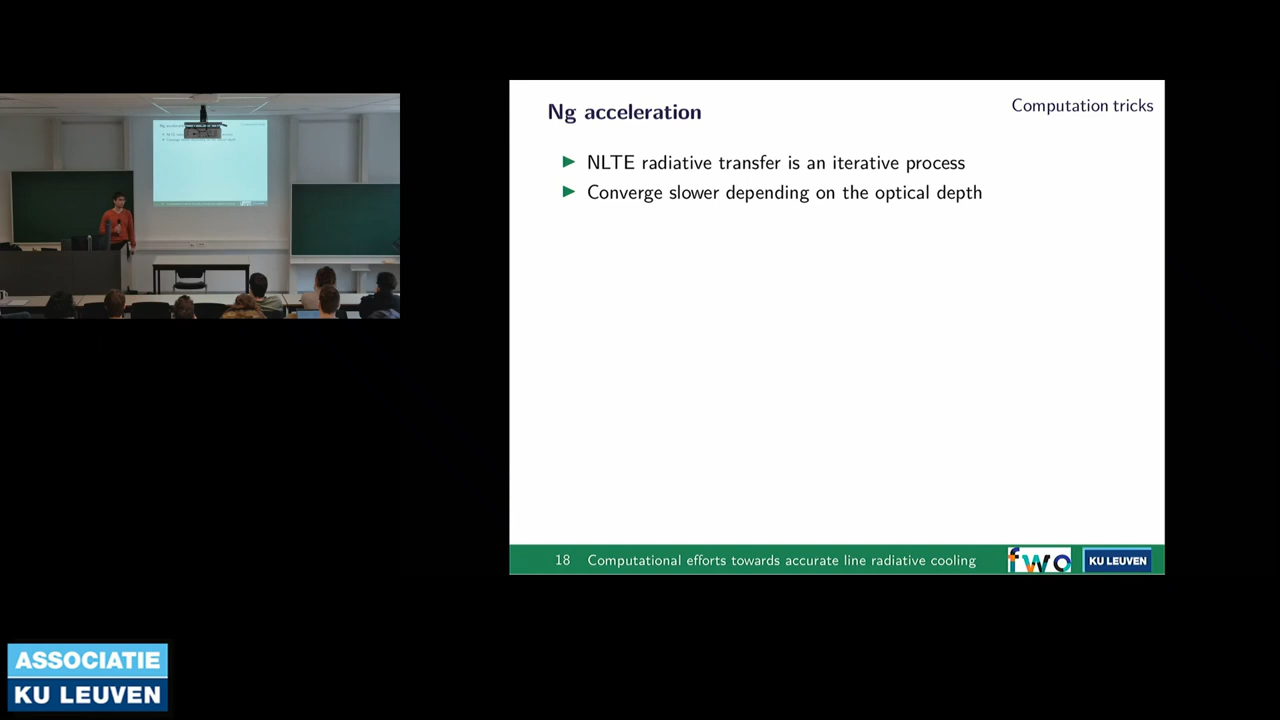 Ng acceleration
Computation tricks
NLTE radiative transfer is an iterative process
Converge slower depending on the optical depth
18 Computational efforts towards accurate line radiative cooling
fwo
KU LEUVEN
ASSOCIATIE
KU LEUVEN